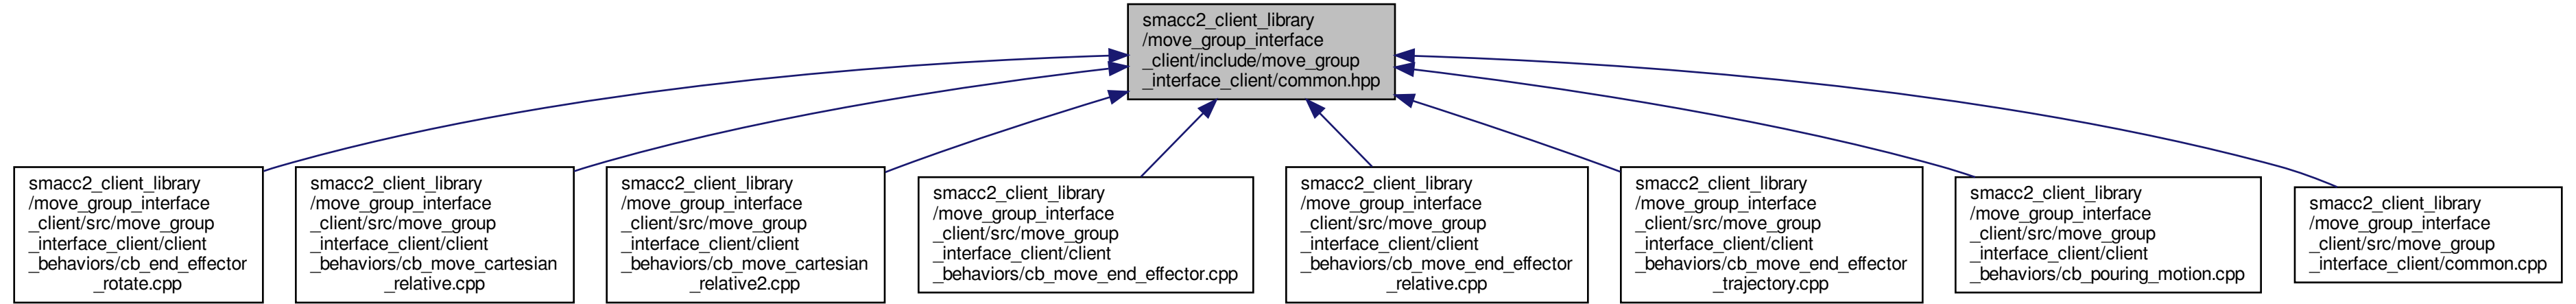 smacc2_client_library
/move_group_interface
_client/include/move_group
_interface_client/common.hpp
smacc2_client_library
/move_group_interface
_client/src/move_group
_interface_client/client
_behaviors/cb_end_effector
_rotate.cpp
smacc2_client_library
/move_group_interface
_client/src/move_group
_interface_client/client
_behaviors/cb_move_cartesian
_relative.cpp
smacc2_client_library
/move_group_interface
_client/src/move_group
_interface_client/client
_behaviors/cb_move_cartesian
_relative2.cpp
smacc2_client_library
/move_group_interface
_client/src/move_group
_interface_client/client
_behaviors/cb_move_end_effector.cpp
smacc2_client_library
/move_group_interface
_client/src/move_group
_interface_client/client
_behaviors/cb_move_end_effector
_relative.cpp
smacc2_client_library
/move_group_interface
_client/src/move_group
_interface_client/client
_behaviors/cb_move_end_effector
_trajectory.cpp
smacc2_client_library
/move_group_interface
_client/src/move_group
_interface_client/client
_behaviors/cb_pouring_motion.cpp
smacc2_client_library
/move_group_interface
_client/src/move_group
_interface_client/common.cpp